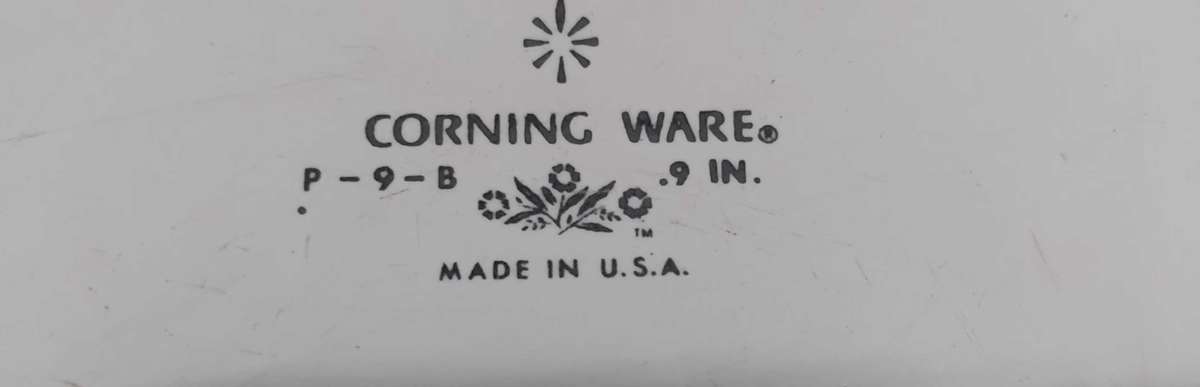 CORNING WARE®
P-9-B .9 IN.
TM
MADE IN U.S.A.